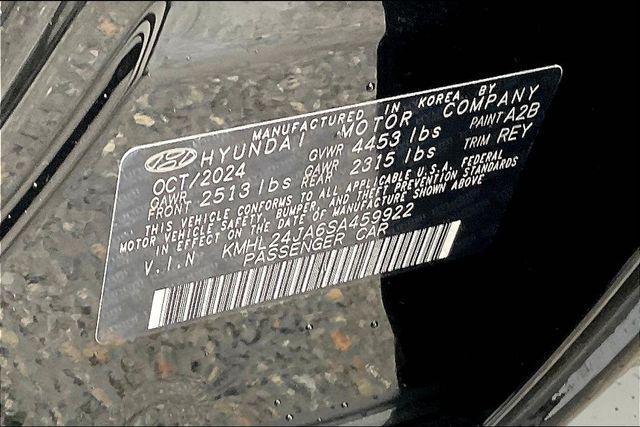 MANUFACTURED IN KOREA BY
HYUNDAI MOTOR COMPANY
OCT/2024 GVWR 4453 lbs PAINT A2B
GAWR FRONT 2513 lbs GAWR REAR 2315 lbs TRIM REY
THIS VEHICLE CONFORMS TO ALL APPLICABLE U.S.A. FEDERAL
MOTOR VEHICLE SAFETY, BUMPER, AND THEFT PREVENTION STANDARDS
IN EFFECT ON THE DATE OF MANUFACTURE SHOWN ABOVE
V.I.N KMHL24JA6SA459922
PASSENGER CAR